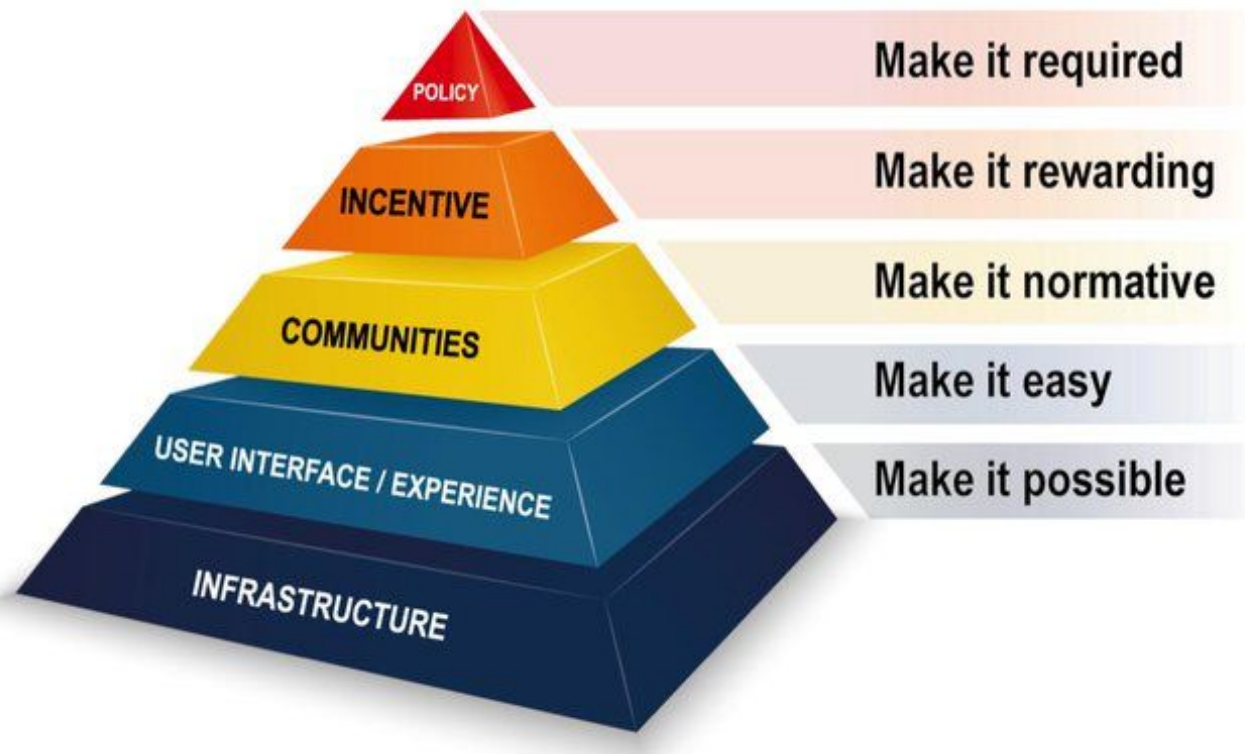 POLICY
Make it required
INCENTIVE
Make it rewarding
COMMUNITIES
Make it normative
USER INTERFACE / EXPERIENCE
Make it easy
INFRASTRUCTURE
Make it possible